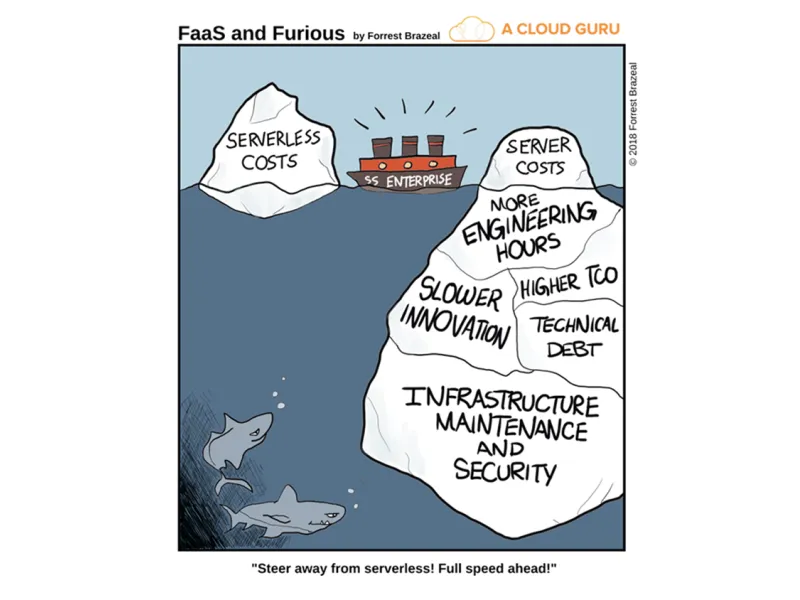 FaaS and Furious by Forrest Brazeal A CLOUD GURU
© 2018 Forrest Brazeal
SERVERLESS
COSTS
SS ENTERPRISE
SERVER
COSTS
MORE
ENGINEERING
HOURS
SLOWER
INNOVATION
HIGHER TCO
TECHNICAL
DEBT
INFRASTRUCTURE
MAINTENANCE
AND
SECURITY
"Steer away from serverless! Full speed ahead!"